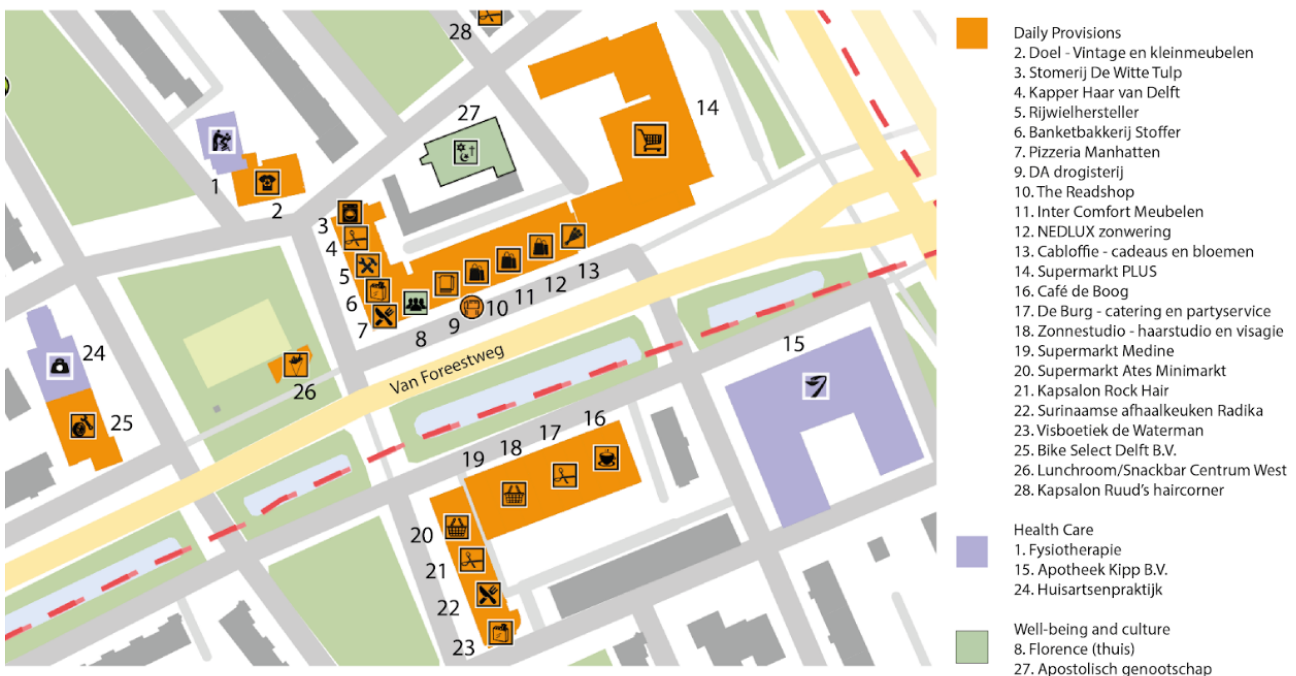 28
27
14
1
2
3
4
5
6
7
8
9
10
11
12
13
Van Foreestweg
24
25
26
15
16
17
18
19
20
21
22
23
Daily Provisions
2. Doel - Vintage en kleinmeubelen
3. Stomerij De Witte Tulp
4. Kapper Haar van Delft
5. Rijwielhersteller
6. Banketbakkerij Stoffer
7. Pizzeria Manhatten
9. DA drogisterij
10. The Readshop
11. Inter Comfort Meubelen
12. NEDLUX zonwering
13. Cabloffie - cadeaus en bloemen
14. Supermarkt PLUS
16. Café de Boog
17. De Burg - catering en partyservice
18. Zonnestudio - haarstudio en visagie
19. Supermarkt Medine
20. Supermarkt Ates Minimarkt
21. Kapsalon Rock Hair
22. Surinaamse afhaalkeuken Radika
23. Visboetiek de Waterman
25. Bike Select Delft B.V.
26. Lunchroom/Snackbar Centrum West
28. Kapsalon Ruud's haircorner
Health Care
1. Fysiotherapie
15. Apotheek Kipp B.V.
24. Huisartsenpraktijk
Well-being and culture
8. Florence (thuis)
27. Apostolisch genootschap